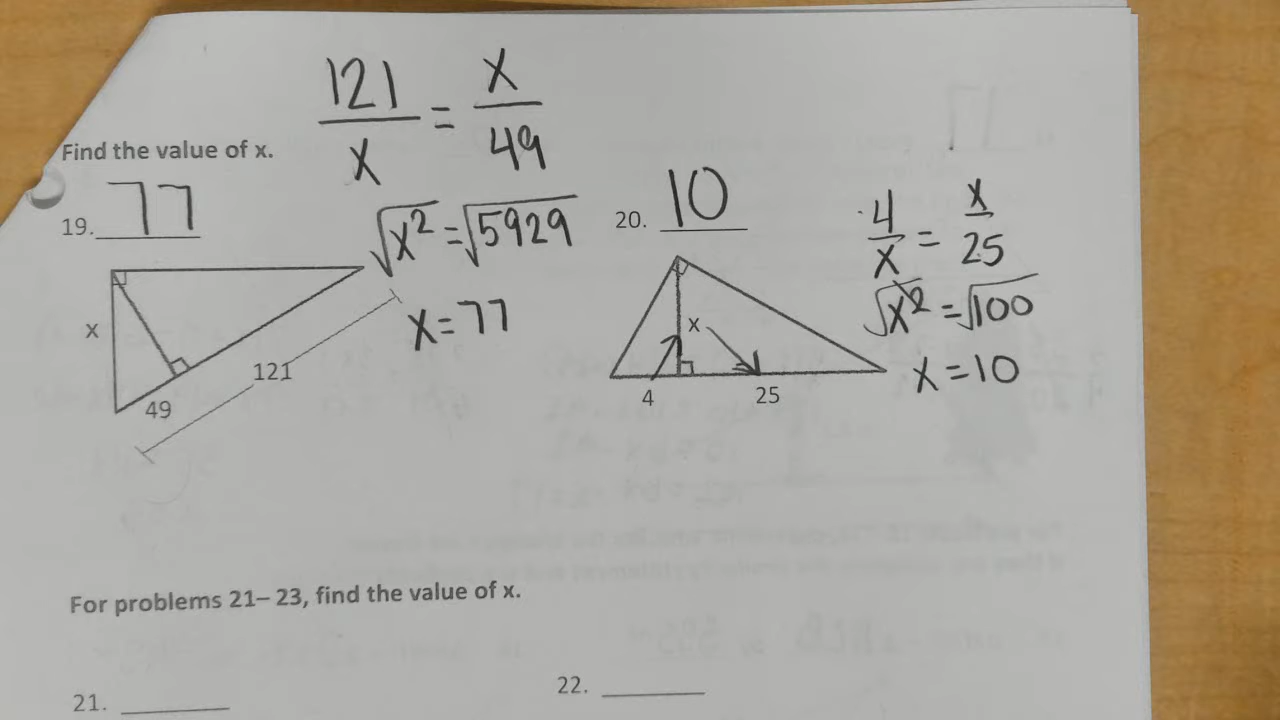 121/x = x/49
Find the value of x.
19. 77
√x² = √5929
x = 77
x
49
121
20. 10
4/x = x/25
√x² = √100
x = 10
x
4
25
For problems 21– 23, find the value of x.
21.
22.